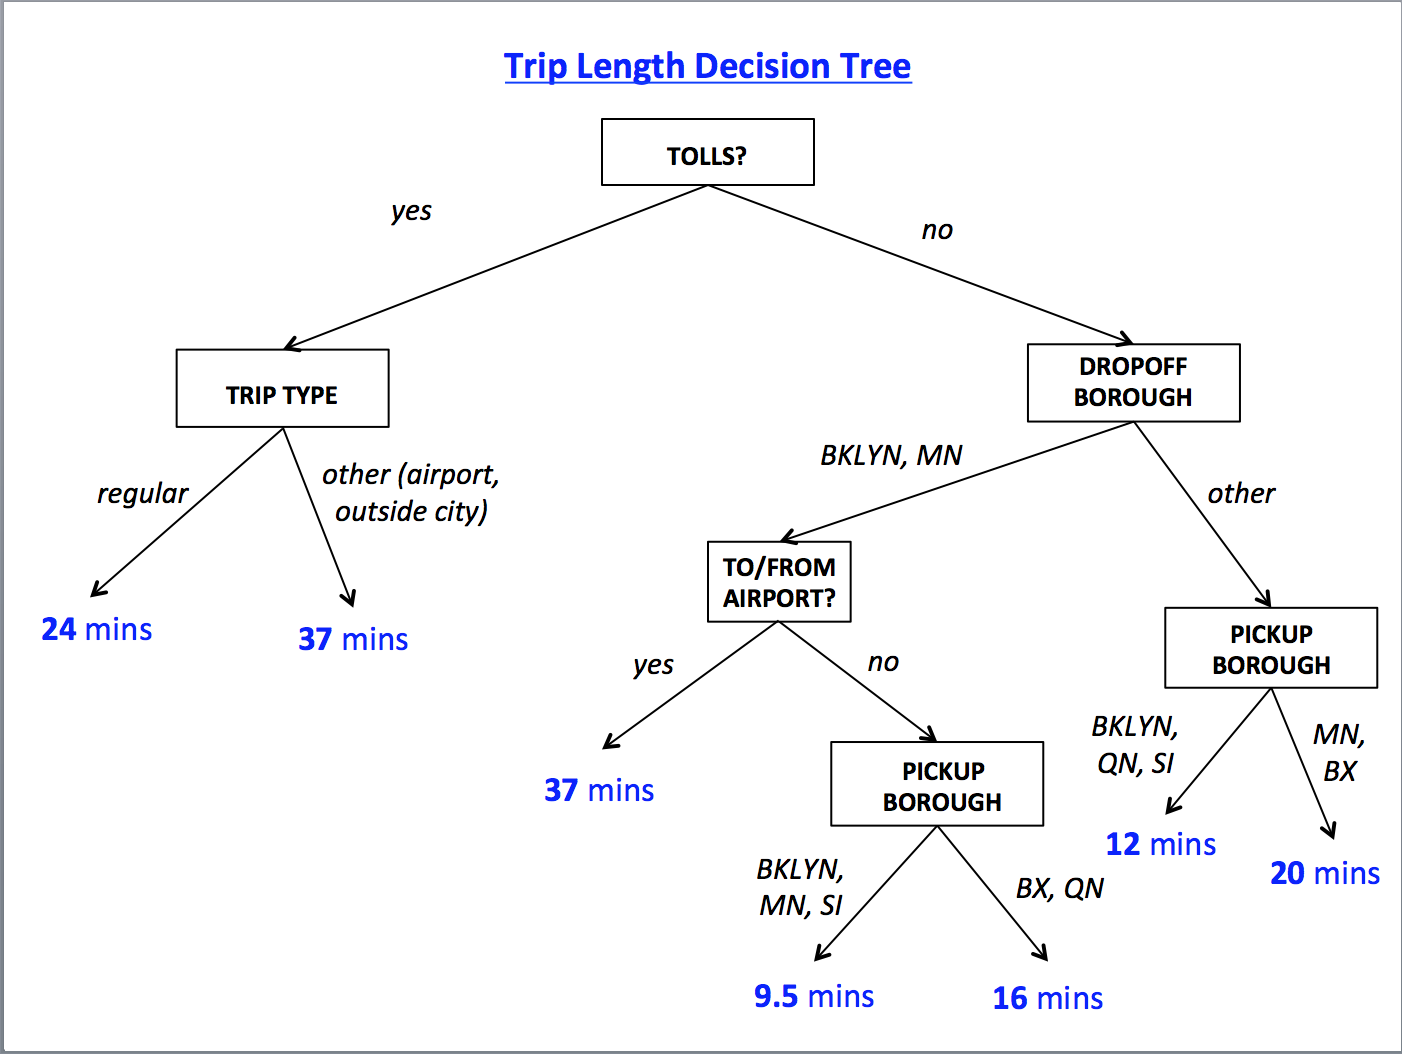 Trip Length Decision Tree
TOLLS?
yes
no
TRIP TYPE
DROPOFF
BOROUGH
regular
other (airport,
outside city)
BKLYN, MN
other
24 mins
37 mins
TO/FROM
AIRPORT?
PICKUP
BOROUGH
yes
no
BKLYN,
QN, SI
MN,
BX
37 mins
PICKUP
BOROUGH
12 mins
20 mins
BKLYN,
MN, SI
BX, QN
9.5 mins
16 mins